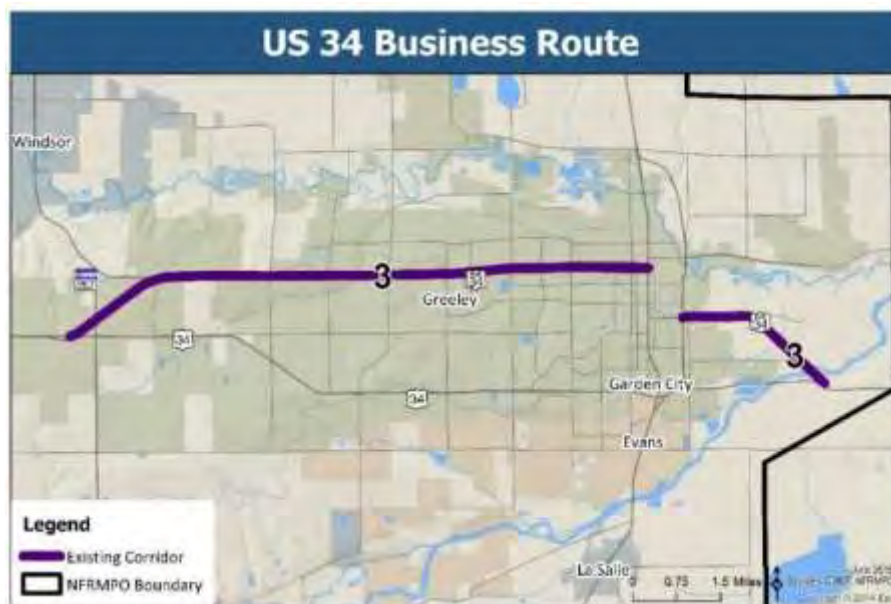 US 34 Business Route
Windsor
3
Greeley
34
3
Garden City
34
Evans
Legend
Existing Corridor
NFRMPO Boundary
La Salle
0 0.75 1.5 Miles